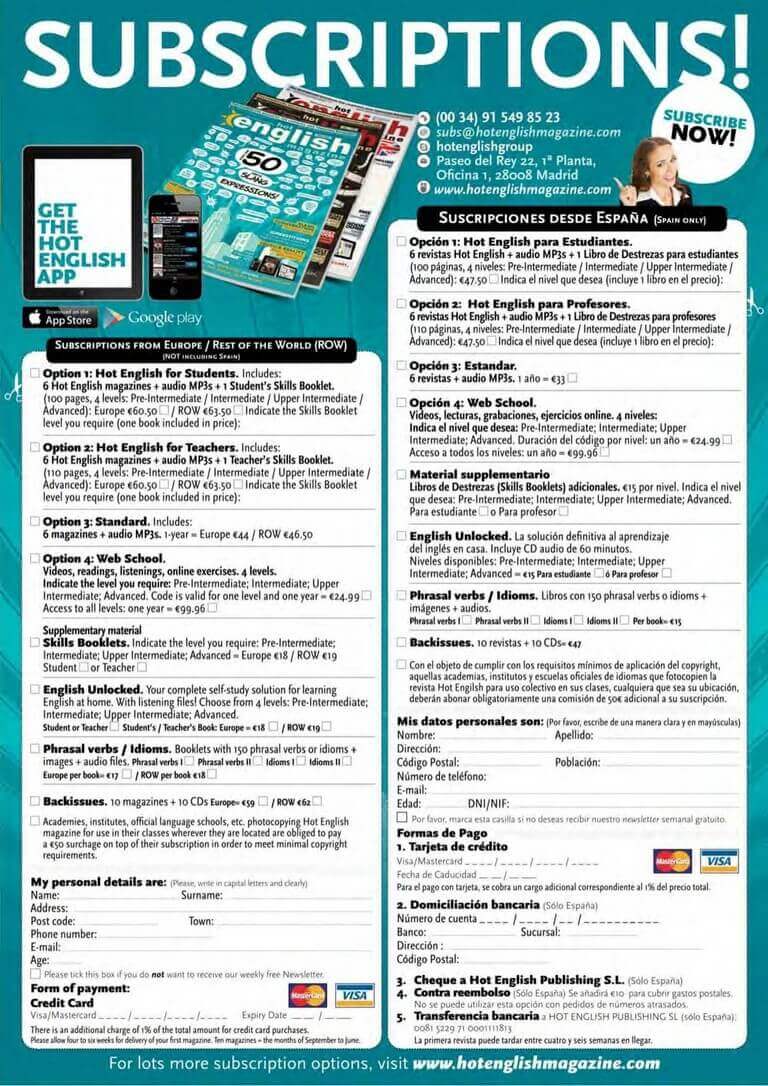 SUBSCRIPTIONS!
(00 34) 91 549 85 23
subs@hotenglishmagazine.com
hotenglishgroup
Paseo del Rey 22, 1ª Planta,
Oficina 1, 28008 Madrid
www.hotenglishmagazine.com
SUBSCRIBE
NOW!
hot
english
magazine
50
SLANG
EXPRESSIONS!
GET
THE
HOT
ENGLISH
APP
Download on the
App Store
Google play
SUBSCRIPTIONS FROM EUROPE / REST OF THE WORLD (ROW)
(NOT INCLUDING SPAIN)
Option 1: Hot English for Students. Includes:
6 Hot English magazines + audio MP3s + 1 Student's Skills Booklet.
(100 pages, 4 levels: Pre-Intermediate / Intermediate / Upper Intermediate /
Advanced): Europe €60.50 / ROW €63.50 Indicate the Skills Booklet
level you require (one book included in price):
Option 2: Hot English for Teachers. Includes:
6 Hot English magazines + audio MP3s + 1 Teacher's Skills Booklet.
(110 pages, 4 levels: Pre-Intermediate / Intermediate / Upper Intermediate /
Advanced): Europe €60.50 / ROW €63.50 Indicate the Skills Booklet
level you require (one book included in price):
Option 3: Standard. Includes:
6 magazines + audio MP3s. 1-year = Europe €44 / ROW €46.50
Option 4: Web School.
Videos, readings, listenings, online exercises. 4 levels.
Indicate the level you require: Pre-Intermediate; Intermediate; Upper
Intermediate; Advanced. Code is valid for one level and one year = €24.99
Access to all levels: one year = €99.96
Supplementary material
Skills Booklets. Indicate the level you require: Pre-Intermediate;
Intermediate; Upper Intermediate; Advanced = Europe €18 / ROW €19
Student or Teacher
English Unlocked. Your complete self-study solution for learning
English at home. With listening files! Choose from 4 levels: Pre-Intermediate;
Intermediate; Upper Intermediate; Advanced.
Student or Teacher Student's / Teacher's Book: Europe = €18 / ROW €19
Phrasal verbs / Idioms. Booklets with 150 phrasal verbs or idioms +
images + audio files. Phrasal verbs I Phrasal verbs II Idioms I Idioms II
Europe per book= €17 / ROW per book €18
Backissues. 10 magazines + 10 CDs Europe= €59 / ROW €62
Academies, institutes, official language schools, etc. photocopying Hot English
magazine for use in their classes wherever they are located are obliged to pay
a €50 surchage on top of their subscription in order to meet minimal copyright
requirements.
My personal details are: (Please, write in capital letters and clearly)
Name: Surname:
Address:
Post code: Town:
Phone number:
E-mail:
Age:
Please tick this box if you do not want to receive our weekly free Newsletter.
Form of payment:
Credit Card
MasterCard VISA
Visa/Mastercard _ _ _ _ / _ _ _ _ / _ _ _ _ / _ _ _ _ Expiry Date _ _ / _ _
There is an additional charge of 1% of the total amount for credit card purchases.
Please allow four to six weeks for delivery of your first magazine. Ten magazines = the months of September to June.
SUSCRIPCIONES DESDE ESPAÑA (SPAIN ONLY)
Opción 1: Hot English para Estudiantes.
6 revistas Hot English + audio MP3s + 1 Libro de Destrezas para estudiantes
(100 páginas, 4 niveles: Pre-Intermediate / Intermediate / Upper Intermediate /
Advanced): €47.50 Indica el nivel que desea (incluye 1 libro en el precio):
Opción 2: Hot English para Profesores.
6 revistas Hot English + audio MP3s + 1 Libro de Destrezas para profesores
(110 páginas, 4 niveles: Pre-Intermediate / Intermediate / Upper Intermediate /
Advanced): €47.50 Indica el nivel que desea (incluye 1 libro en el precio):
Opción 3: Estandar.
6 revistas + audio MP3s. 1 año = €33
Opción 4: Web School.
Videos, lecturas, grabaciones, ejercicios online. 4 niveles:
Indica el nivel que desea: Pre-Intermediate; Intermediate; Upper
Intermediate; Advanced. Duración del código por nivel: un año = €24.99
Acceso a todos los niveles: un año = €99.96
Material supplementario
Libros de Destrezas (Skills Booklets) adicionales. €15 por nivel. Indica el nivel
que desea: Pre-Intermediate; Intermediate; Upper Intermediate; Advanced.
Para estudiante o Para profesor
English Unlocked. La solución definitiva al aprendizaje
del inglés en casa. Incluye CD audio de 60 minutos.
Niveles disponibles: Pre-Intermediate; Intermediate; Upper
Intermediate; Advanced = €15 Para estudiante ó Para profesor
Phrasal verbs / Idioms. Libros con 150 phrasal verbs o idioms +
imágenes + audios.
Phrasal verbs I Phrasal verbs II Idioms I Idioms II Per book= €15
Backissues. 10 revistas + 10 CDs= €47
Con el objeto de cumplir con los requisitos mínimos de aplicación del copyright,
aquellas academias, institutos y escuelas oficiales de idiomas que fotocopien la
revista Hot Engilsh para uso colectivo en sus clases, cualquiera que sea su ubicación,
deberán abonar obligatoriamente una comisión de 50€ adicional a su suscripción.
Mis datos personales son: (Por favor, escribe de una manera clara y en mayúsculas)
Nombre: Apellido:
Dirección:
Código Postal: Población:
Número de teléfono:
E-mail:
Edad: DNI/NIF:
Por favor, marca esta casilla si no deseas recibir nuestro newsletter semanal gratuito.
Formas de Pago
1. Tarjeta de crédito
Visa/Mastercard _ _ _ _ / _ _ _ _ / _ _ _ _ / _ _ _ _
MasterCard VISA
Fecha de Caducidad _ _ / _ _
Para el pago con tarjeta, se cobra un cargo adicional correspondiente al 1% del precio total.
2. Domiciliación bancaria (Sólo España)
Número de cuenta _ _ _ _ / _ _ _ _ / _ _ / _ _ _ _ _ _ _ _ _ _
Banco: Sucursal:
Dirección :
Código Postal:
3. Cheque a Hot English Publishing S.L. (Sólo España)
4. Contra reembolso (Sólo España) Se añadirá €10 para cubrir gastos postales.
No se puede utilizar esta opción con pedidos de números atrasados.
5. Transferencia bancaria a HOT ENGLISH PUBLISHING SL (sólo España):
0081 5229 71 0001111813
La primera revista puede tardar entre cuatro y seis semanas en llegar.
For lots more subscription options, visit www.hotenglishmagazine.com